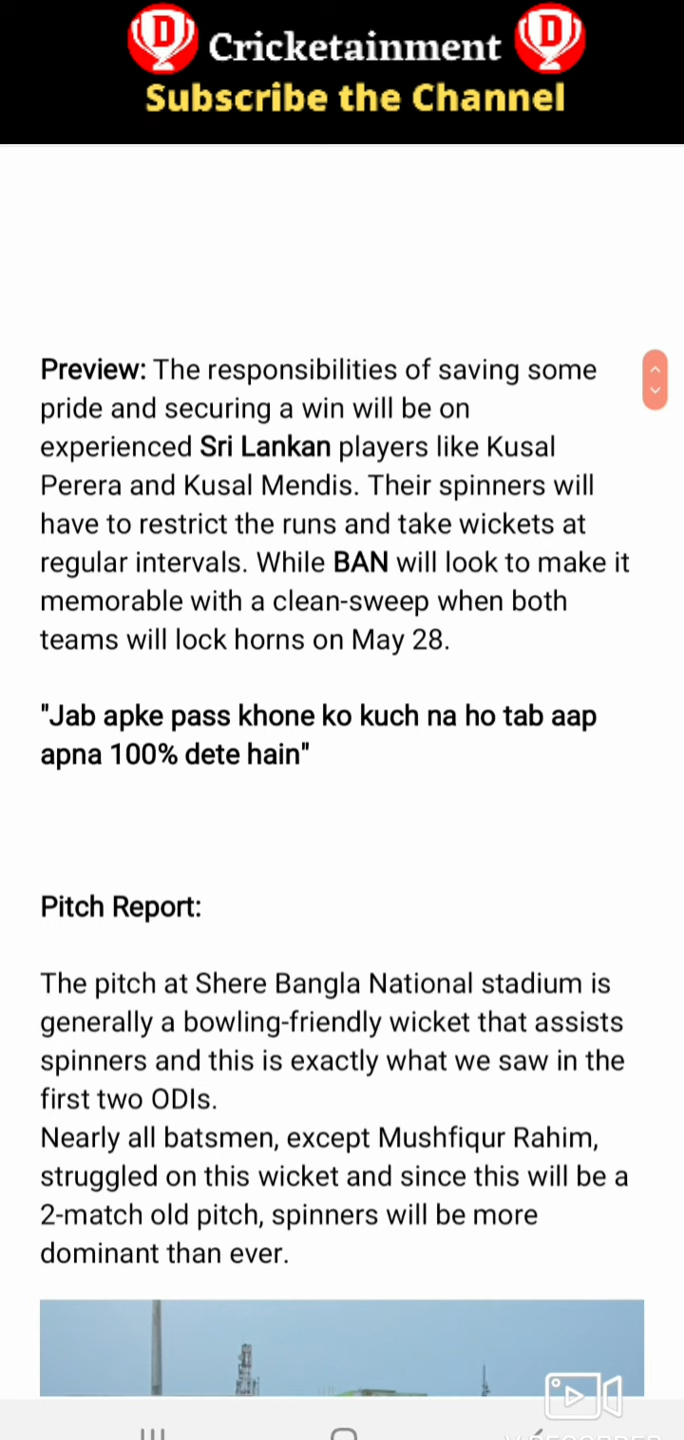 D Cricketainment D
Subscribe the Channel
Preview: The responsibilities of saving some
pride and securing a win will be on
experienced Sri Lankan players like Kusal
Perera and Kusal Mendis. Their spinners will
have to restrict the runs and take wickets at
regular intervals. While BAN will look to make it
memorable with a clean-sweep when both
teams will lock horns on May 28.
"Jab apke pass khone ko kuch na ho tab aap
apna 100% dete hain"
Pitch Report:
The pitch at Shere Bangla National stadium is
generally a bowling-friendly wicket that assists
spinners and this is exactly what we saw in the
first two ODIs.
Nearly all batsmen, except Mushfiqur Rahim,
struggled on this wicket and since this will be a
2-match old pitch, spinners will be more
dominant than ever.